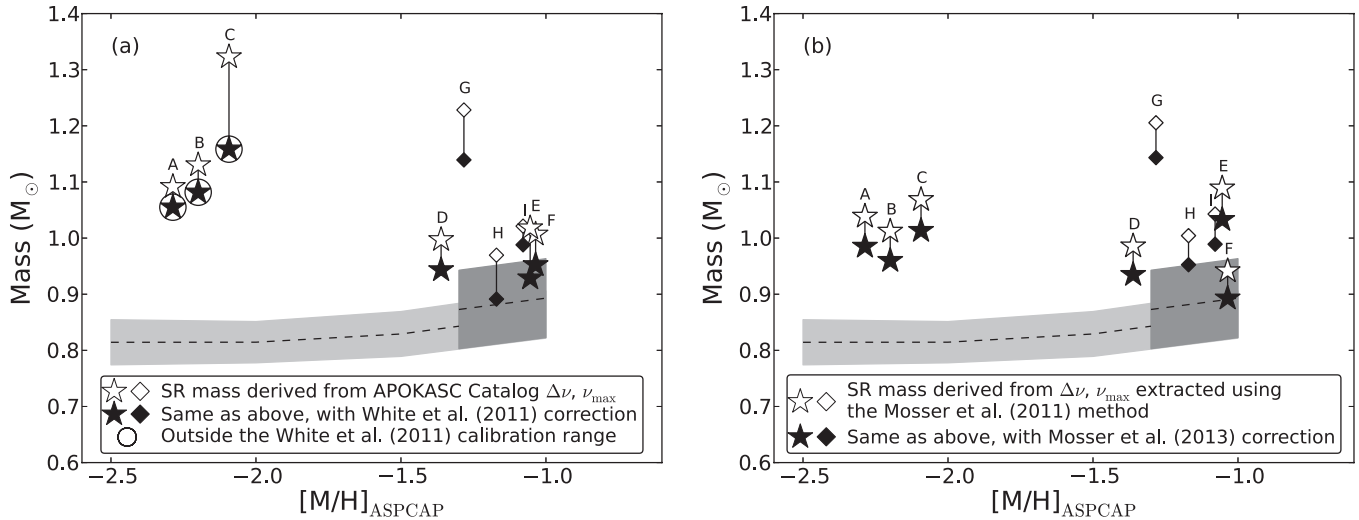 (a)
Mass (M⊙)
1.4
1.3
1.2
1.1
1.0
0.9
0.8
0.7
0.6
A
B
C
D
G
H
I
E
F
SR mass derived from APOKASC Catalog Δν, ν_max
Same as above, with White et al. (2011) correction
Outside the White et al. (2011) calibration range
−2.5 −2.0 −1.5 −1.0
[M/H]_ASPCAP
(b)
Mass (M⊙)
1.4
1.3
1.2
1.1
1.0
0.9
0.8
0.7
0.6
A
B
C
D
G
H
I
E
F
SR mass derived from Δν, ν_max extracted using
the Mosser et al. (2011) method
Same as above, with Mosser et al. (2013) correction
−2.5 −2.0 −1.5 −1.0
[M/H]_ASPCAP